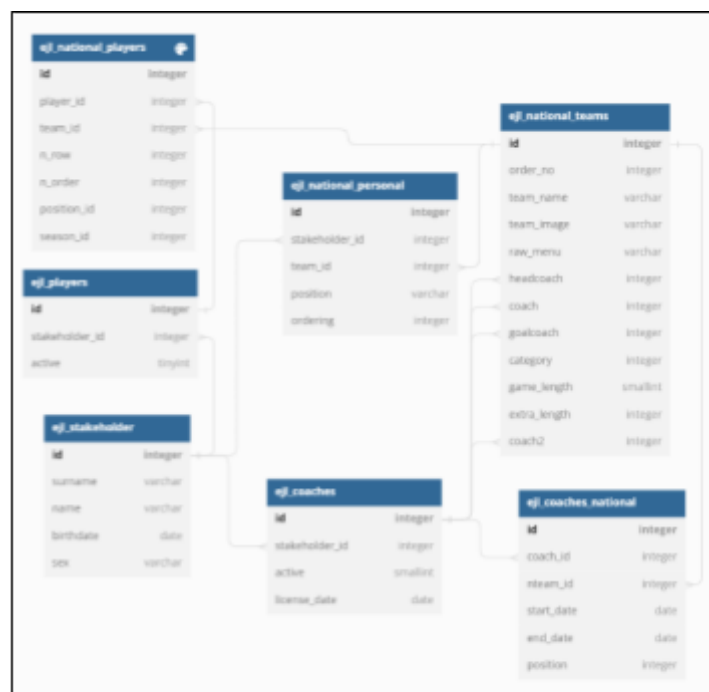 ejl_national_players
id integer
player_id integer
team_id integer
n_row integer
n_order integer
position_id integer
season_id integer
ejl_players
id integer
stakeholder_id integer
active tinyint
ejl_stakeholder
id integer
surname varchar
name varchar
birthdate date
sex varchar
ejl_national_personal
id integer
stakeholder_id integer
team_id integer
position varchar
ordering integer
ejl_coaches
id integer
stakeholder_id integer
active smallint
license_date date
ejl_national_teams
id integer
order_no integer
team_name varchar
team_image varchar
raw_menu varchar
headcoach integer
coach integer
goalcoach integer
category integer
game_length smallint
extra_length integer
coach2 integer
ejl_coaches_national
id integer
coach_id integer
nteam_id integer
start_date date
end_date date
position integer